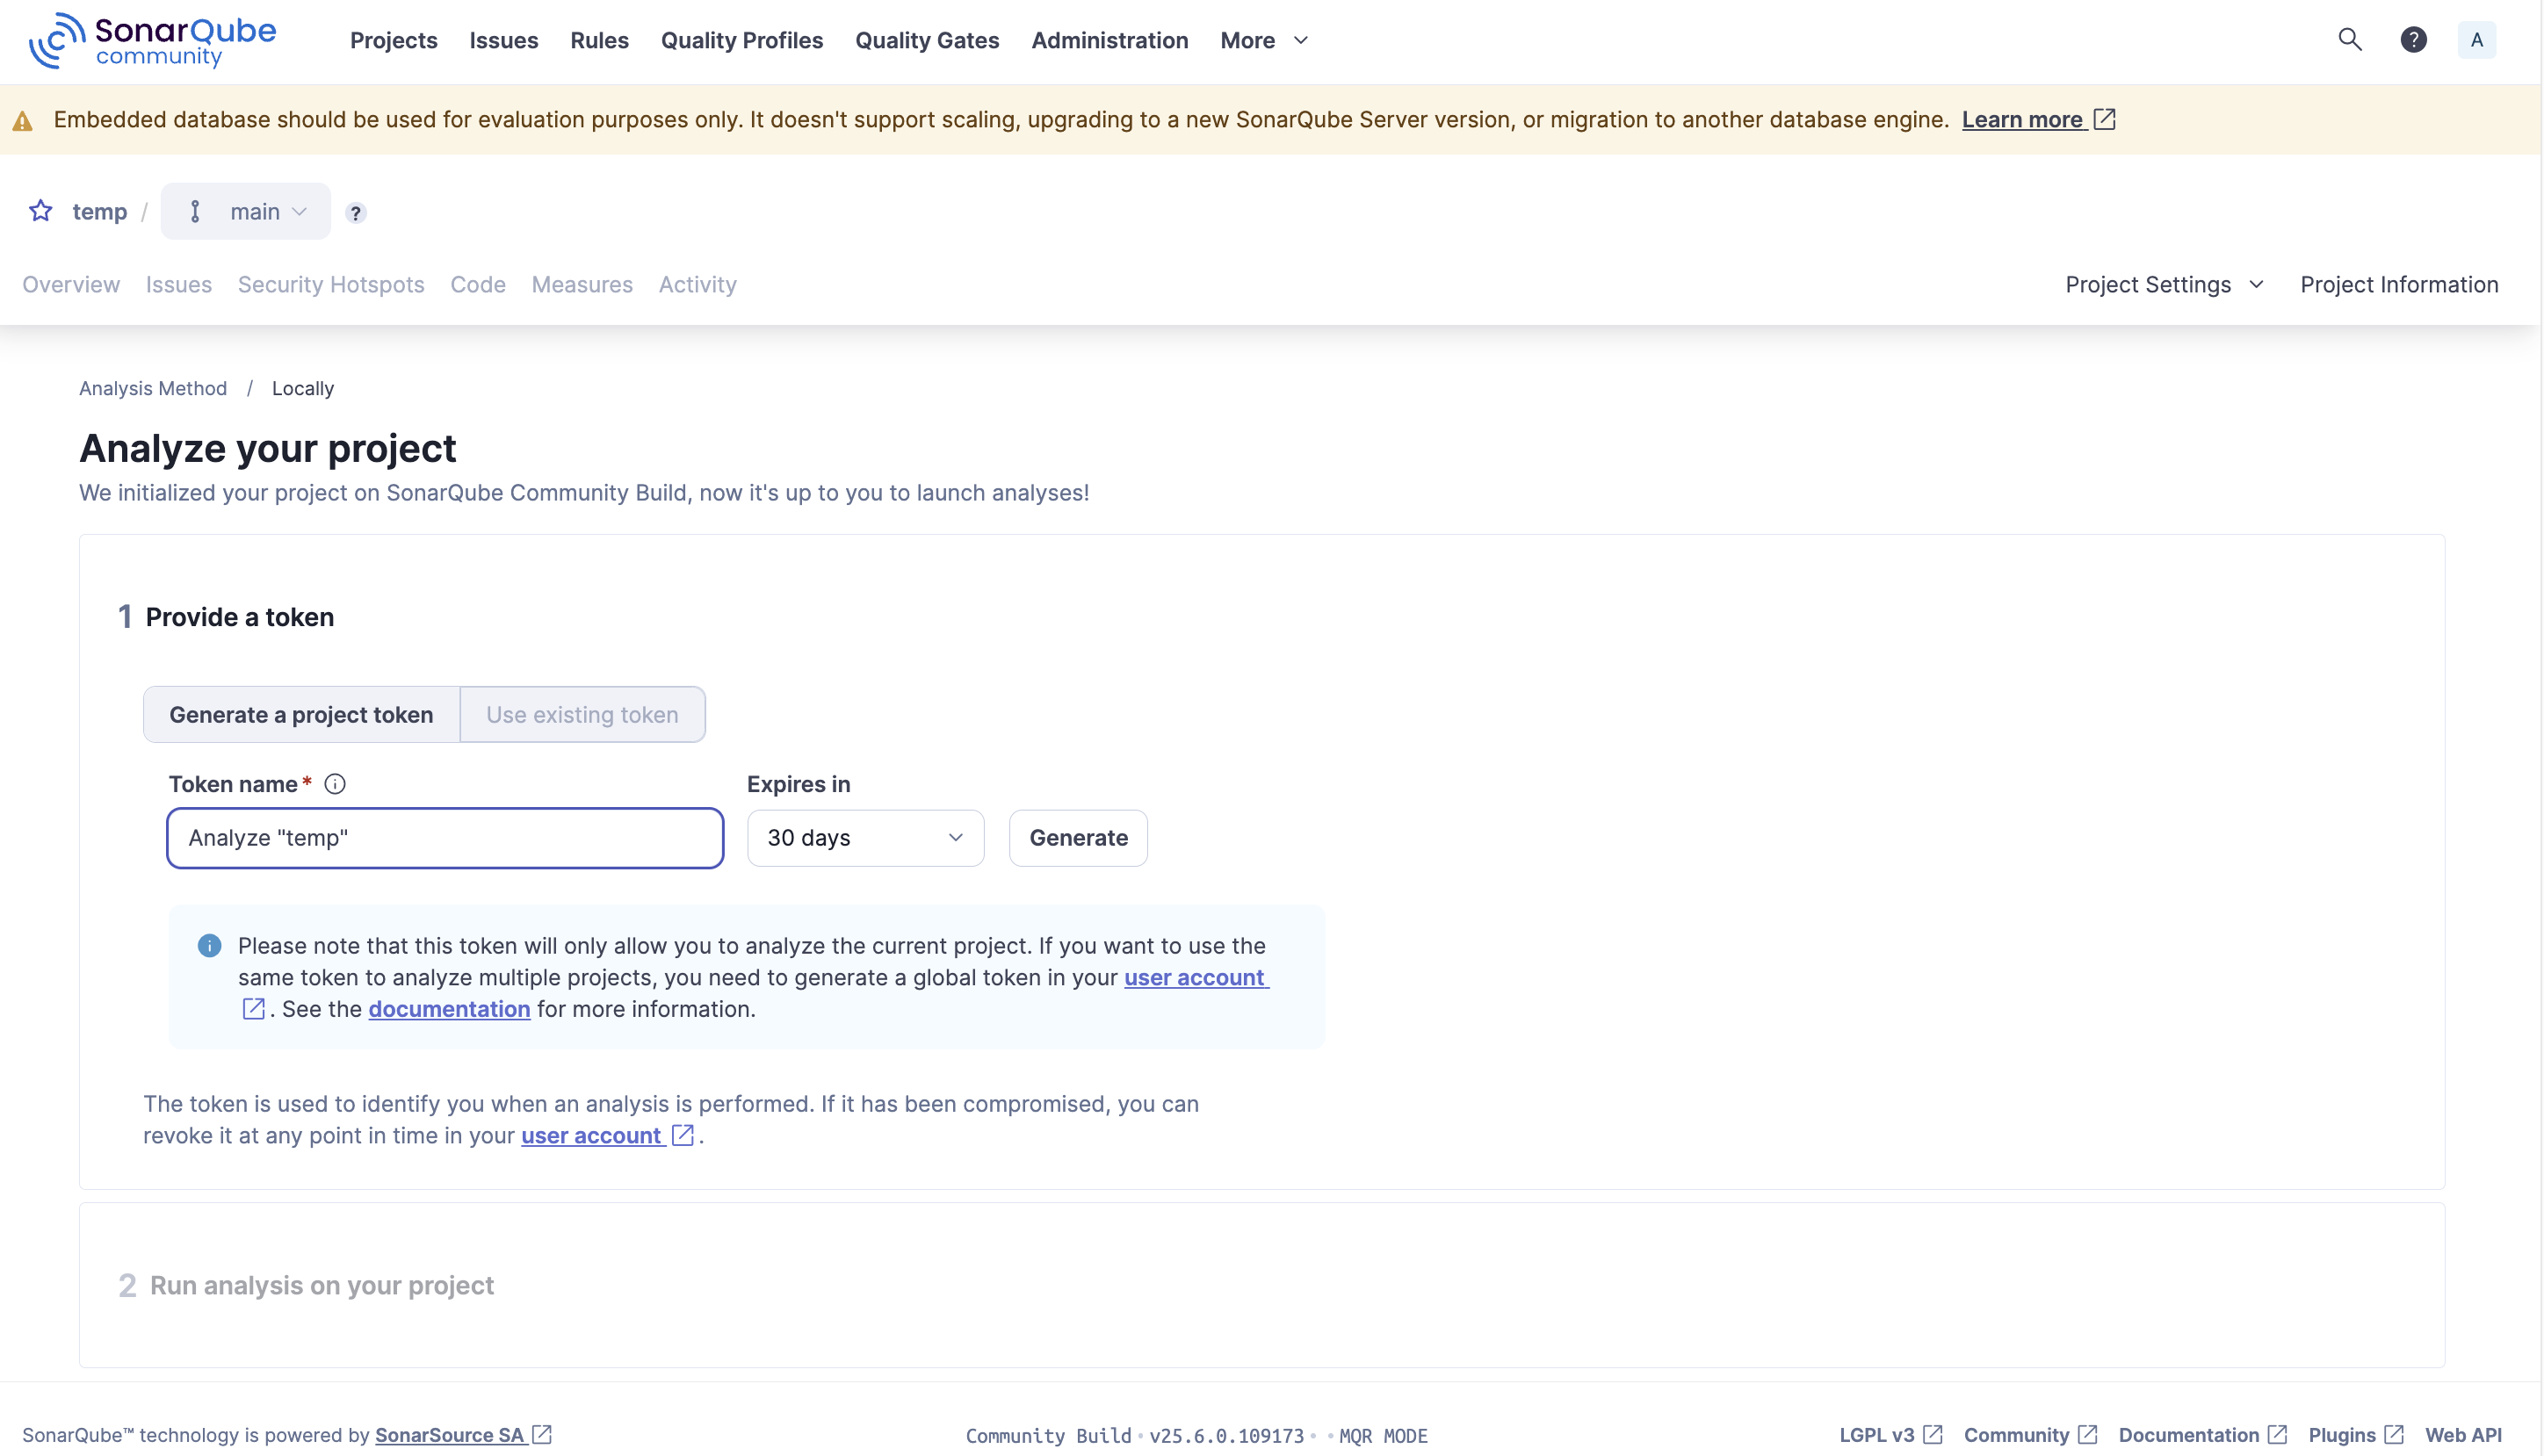 SonarQube
community
Projects Issues Rules Quality Profiles Quality Gates Administration More
? A
Embedded database should be used for evaluation purposes only. It doesn't support scaling, upgrading to a new SonarQube Server version, or migration to another database engine. Learn more
temp / main ?
Overview Issues Security Hotspots Code Measures Activity Project Settings Project Information
Analysis Method / Locally
Analyze your project
We initialized your project on SonarQube Community Build, now it's up to you to launch analyses!
1 Provide a token
Generate a project token Use existing token
Token name* Expires in
Analyze "temp" 30 days Generate
Please note that this token will only allow you to analyze the current project. If you want to use the
same token to analyze multiple projects, you need to generate a global token in your user account
. See the documentation for more information.
The token is used to identify you when an analysis is performed. If it has been compromised, you can
revoke it at any point in time in your user account .
2 Run analysis on your project
SonarQube™ technology is powered by SonarSource SA Community Build • v25.6.0.109173 • • MQR MODE LGPL v3 Community Documentation Plugins Web API